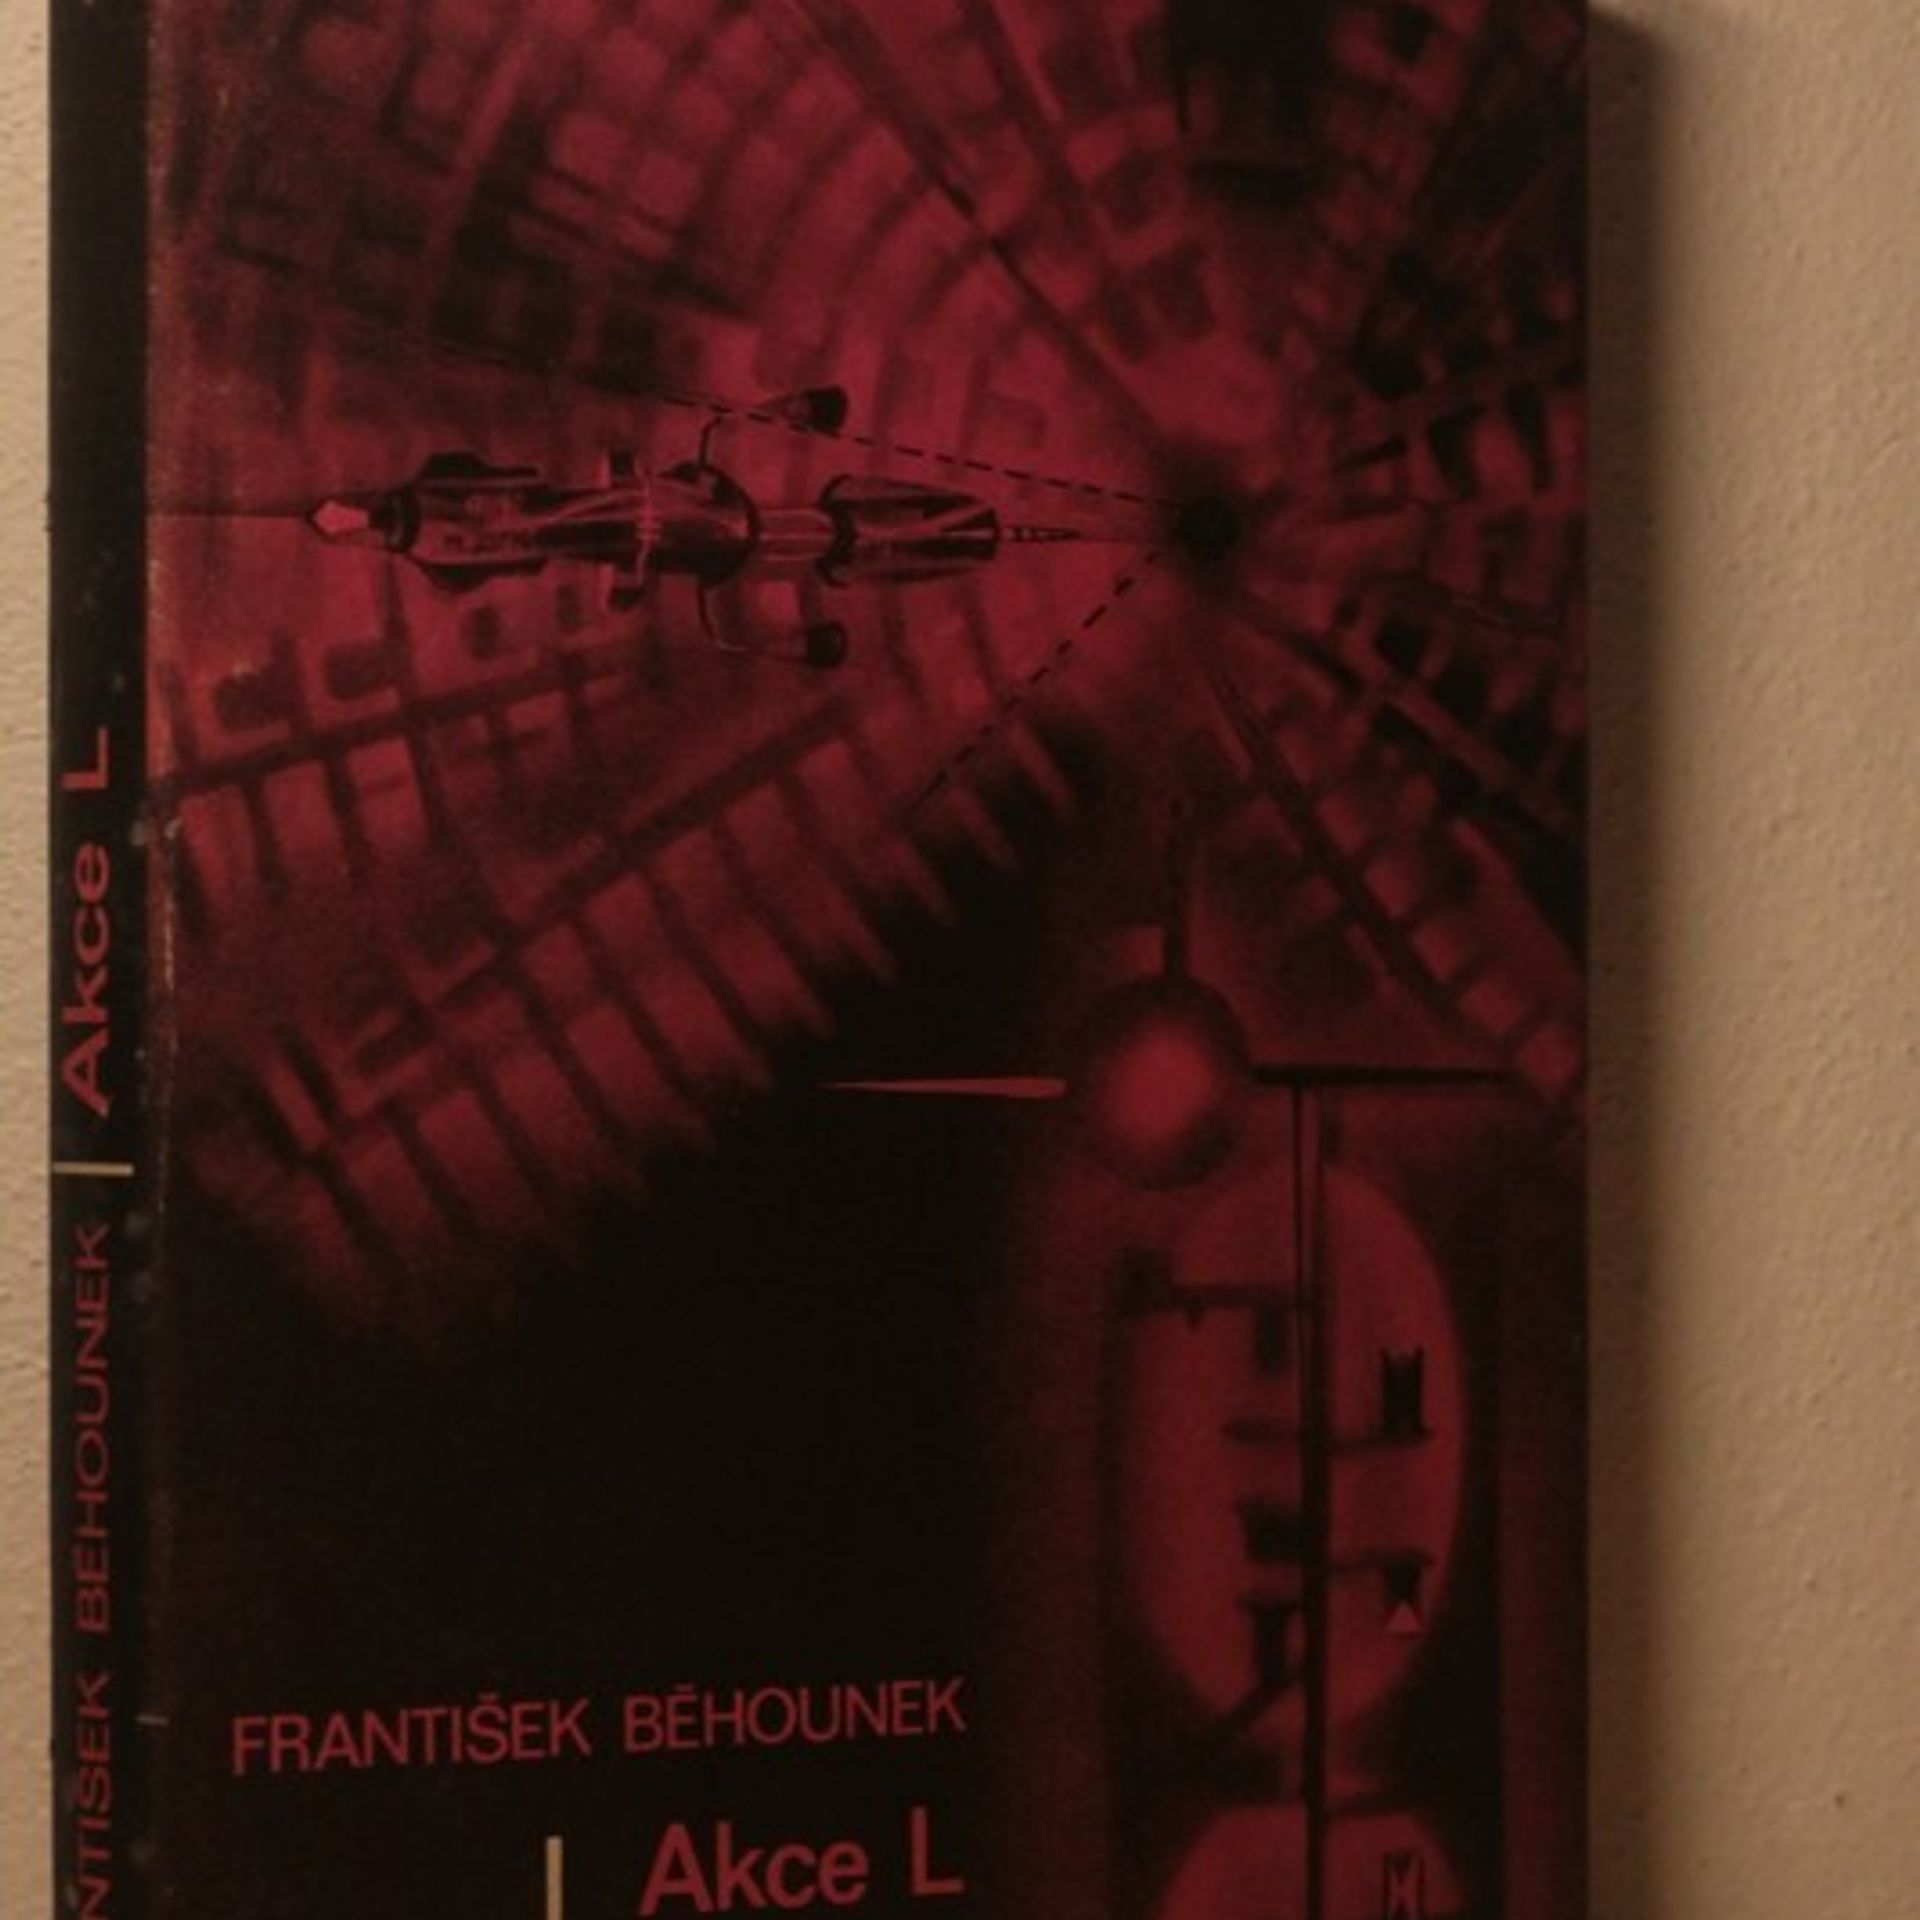 FRANTIŠEK BĚHOUNEK
Akce L
NTIŠEK BĚHOUNEK | Akce L